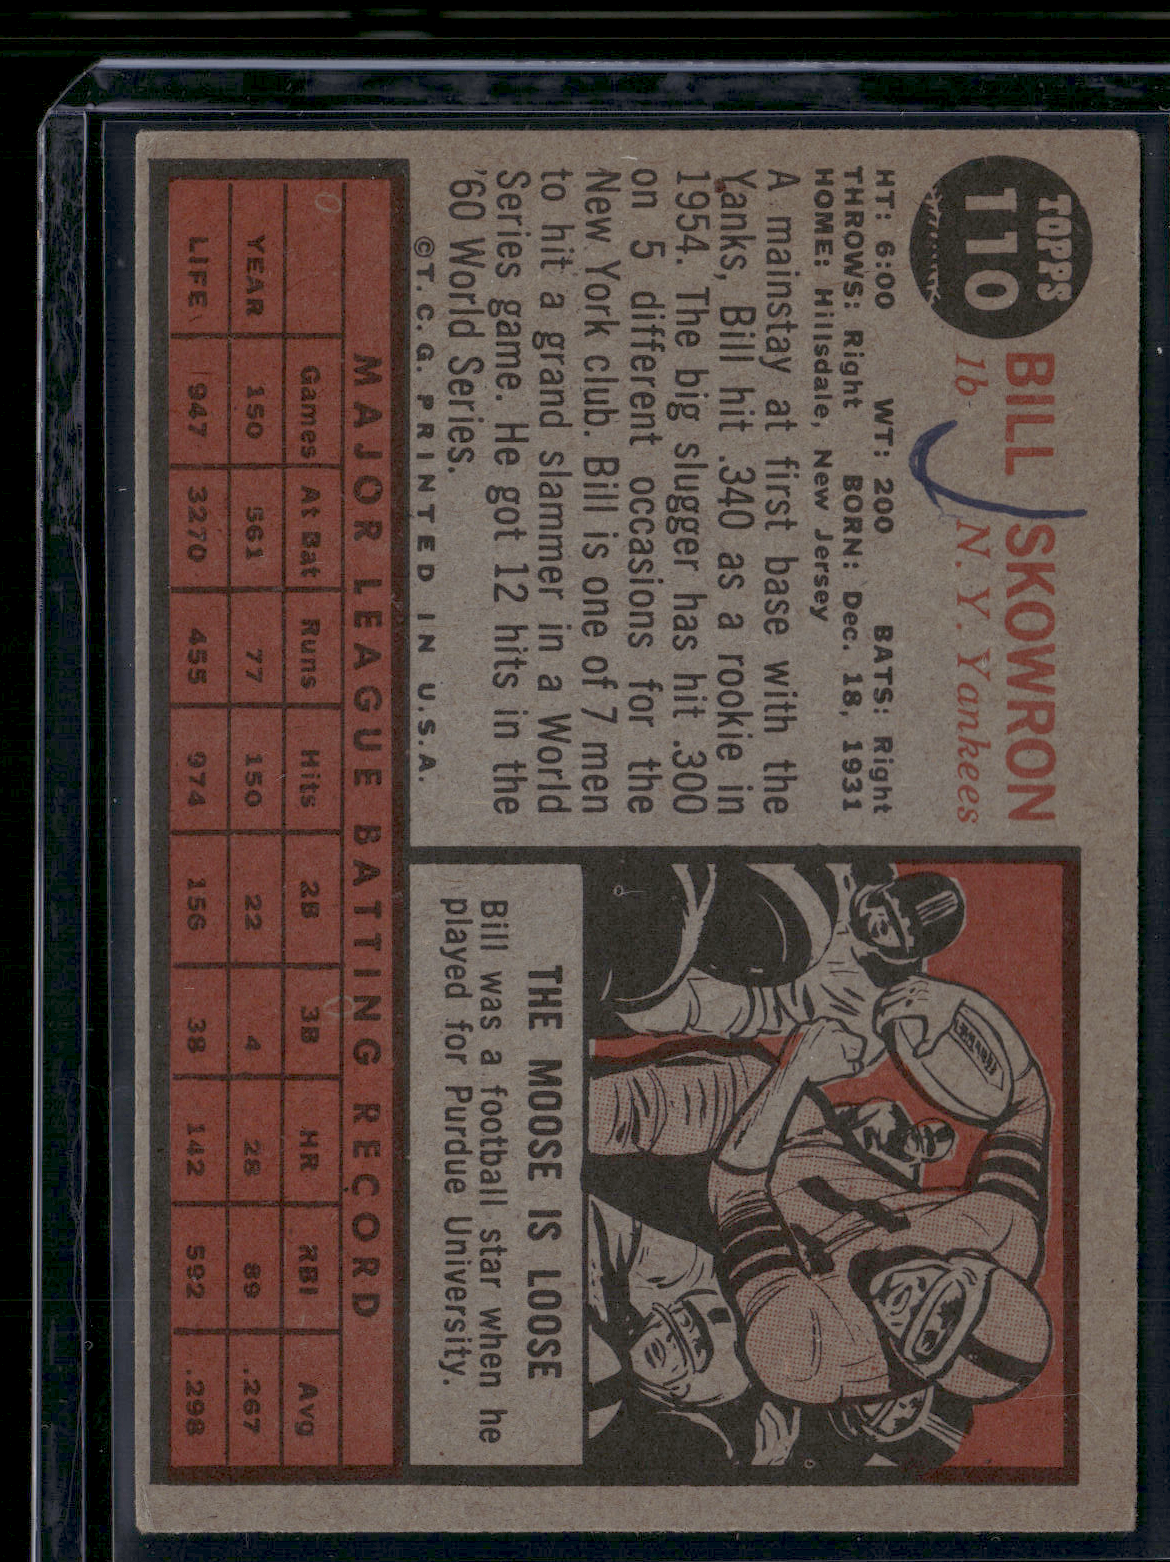 TOPPS
110
BILL SKOWRON
1b N. Y. Yankees
HT: 6:00 WT: 200 BATS: Right
THROWS: Right BORN: Dec. 18, 1931
HOME: Hillsdale, New Jersey
A mainstay at first base with the
Yanks, Bill hit .340 as a rookie in
1954. The big slugger has hit .300
on 5 different occasions for the
New York club. Bill is one of 7 men
to hit a grand slammer in a World
Series game. He got 12 hits in the
'60 World Series.
©T.C.G. PRINTED IN U.S.A.
THE MOOSE IS LOOSE
Bill was a football star when he
played for Purdue University.
MAJOR LEAGUE BATTING RECORD
Games At Bat Runs Hits 2B 3B HR RBI Avg
YEAR 150 561 77 150 22 4 28 89 .267
LIFE 947 3270 455 974 156 38 142 592 .298